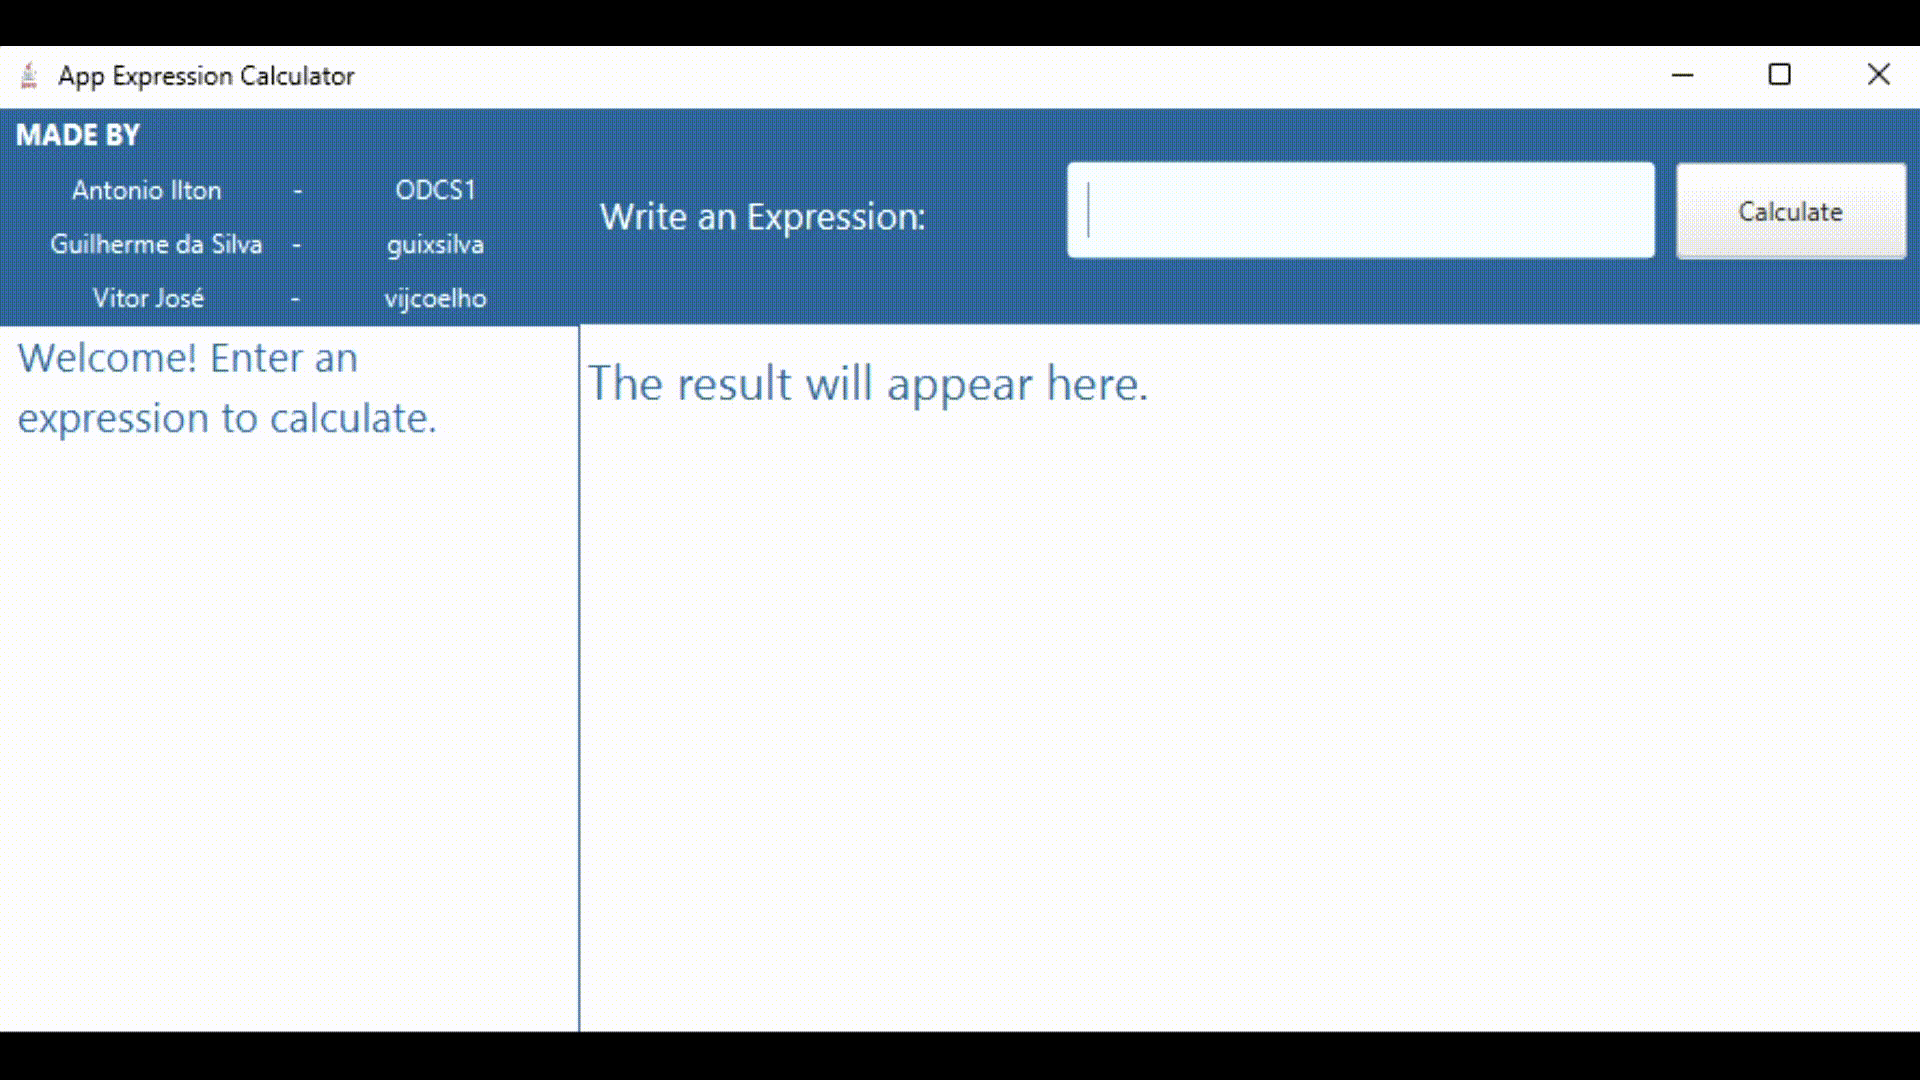 App Expression Calculator
MADE BY
Antonio Ilton - ODCS1
Guilherme da Silva - guixsilva
Vitor José - vijcoelho
Write an Expression:
Calculate
Welcome! Enter an
expression to calculate.
The result will appear here.